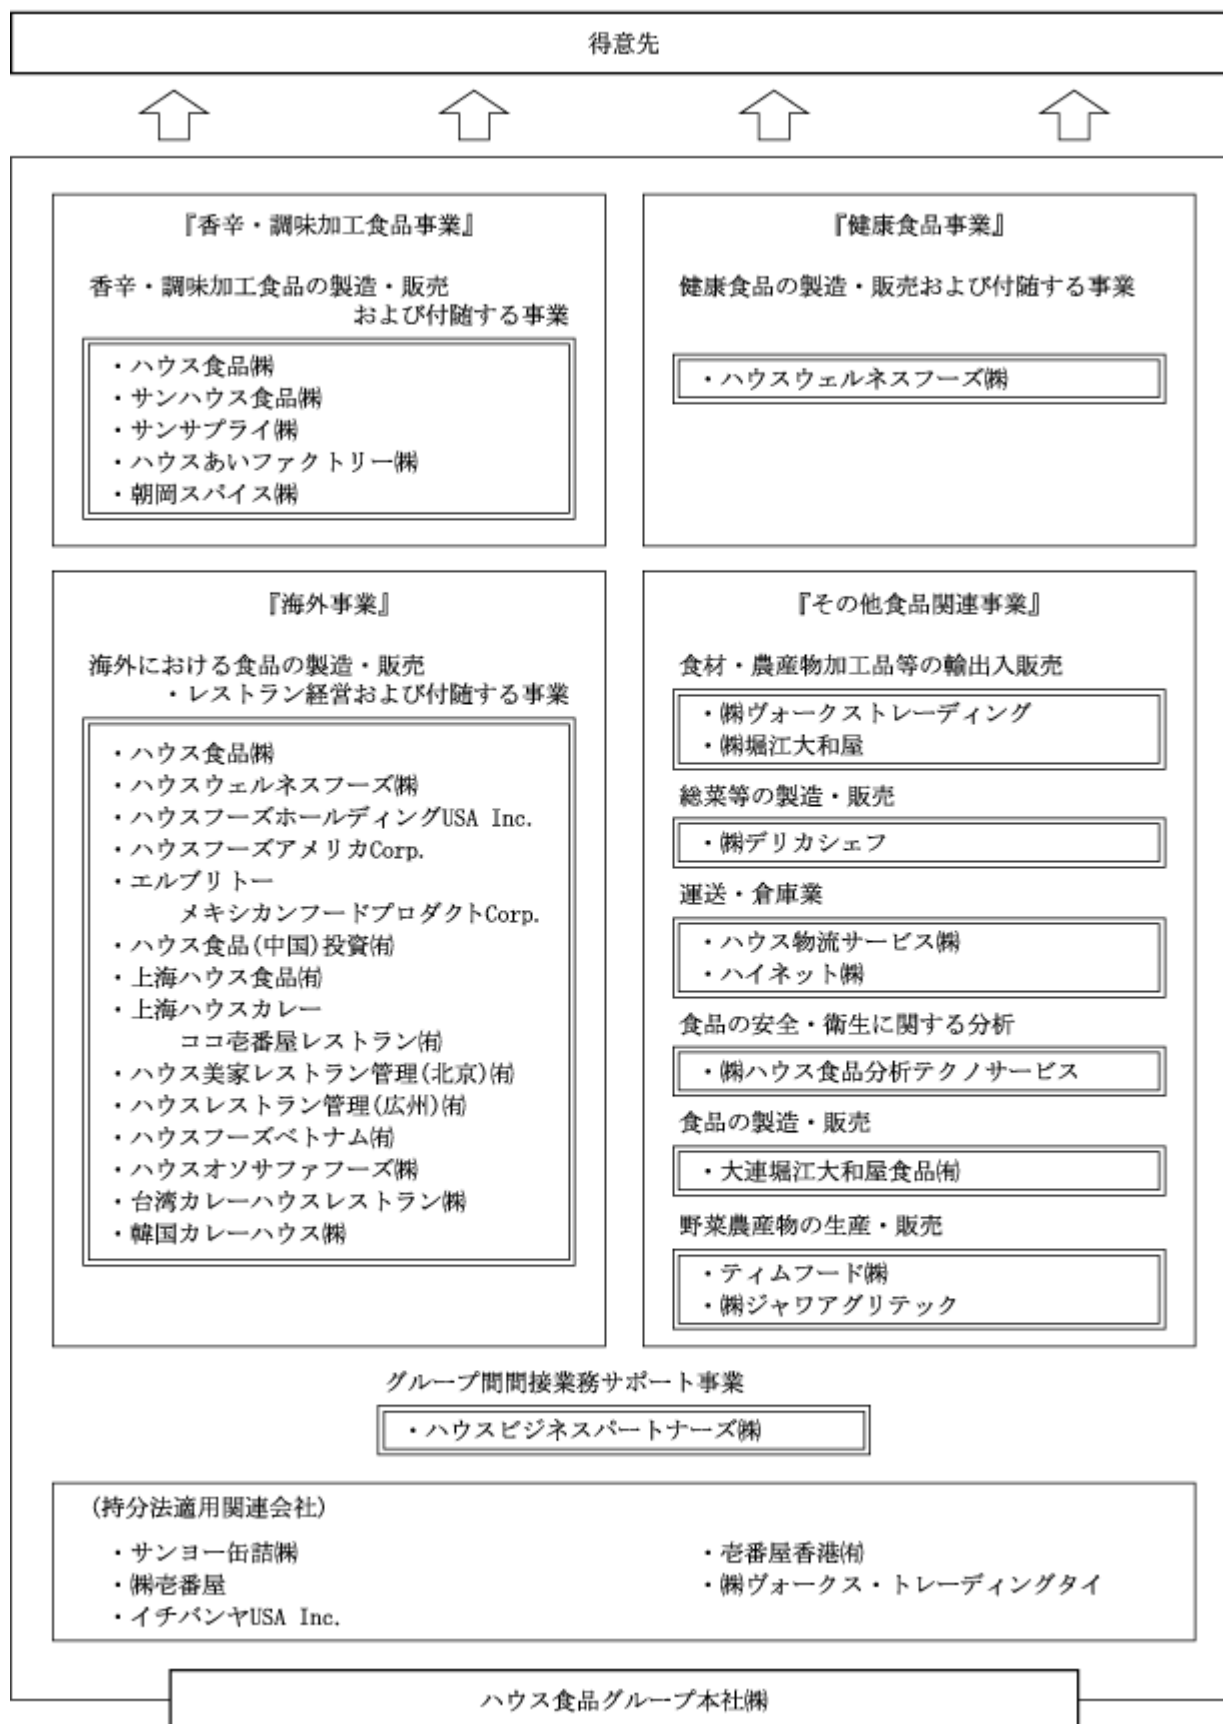 得意先
『香辛・調味加工食品事業』
香辛・調味加工食品の製造・販売
および付随する事業
・ハウス食品㈱
・サンハウス食品㈱
・サンサプライ㈱
・ハウスあいファクトリー㈱
・朝岡スパイス㈱
『健康食品事業』
健康食品の製造・販売および付随する事業
・ハウスウェルネスフーズ㈱
『海外事業』
海外における食品の製造・販売
・レストラン経営および付随する事業
・ハウス食品㈱
・ハウスウェルネスフーズ㈱
・ハウスフーズホールディングUSA Inc.
・ハウスフーズアメリカCorp.
・エルブリトー
メキシカンフードプロダクトCorp.
・ハウス食品(中国)投資㈲
・上海ハウス食品㈲
・上海ハウスカレー
ココ壱番屋レストラン㈲
・ハウス美家レストラン管理(北京)㈲
・ハウスレストラン管理(広州)㈲
・ハウスフーズベトナム㈲
・ハウスオソサファフーズ㈱
・台湾カレーハウスレストラン㈱
・韓国カレーハウス㈱
『その他食品関連事業』
食材・農産物加工品等の輸出入販売
・㈱ヴォークストレーディング
・㈱堀江大和屋
総菜等の製造・販売
・㈱デリカシェフ
運送・倉庫業
・ハウス物流サービス㈱
・ハイネット㈱
食品の安全・衛生に関する分析
・㈱ハウス食品分析テクノサービス
食品の製造・販売
・大連堀江大和屋食品㈲
野菜農産物の生産・販売
・ティムフード㈱
・㈱ジャワアグリテック
グループ間間接業務サポート事業
・ハウスビジネスパートナーズ㈱
(持分法適用関連会社)
・サンヨー缶詰㈱
・㈱壱番屋
・イチバンヤUSA Inc.
・壱番屋香港㈲
・㈱ヴォークス・トレーディングタイ
ハウス食品グループ本社㈱